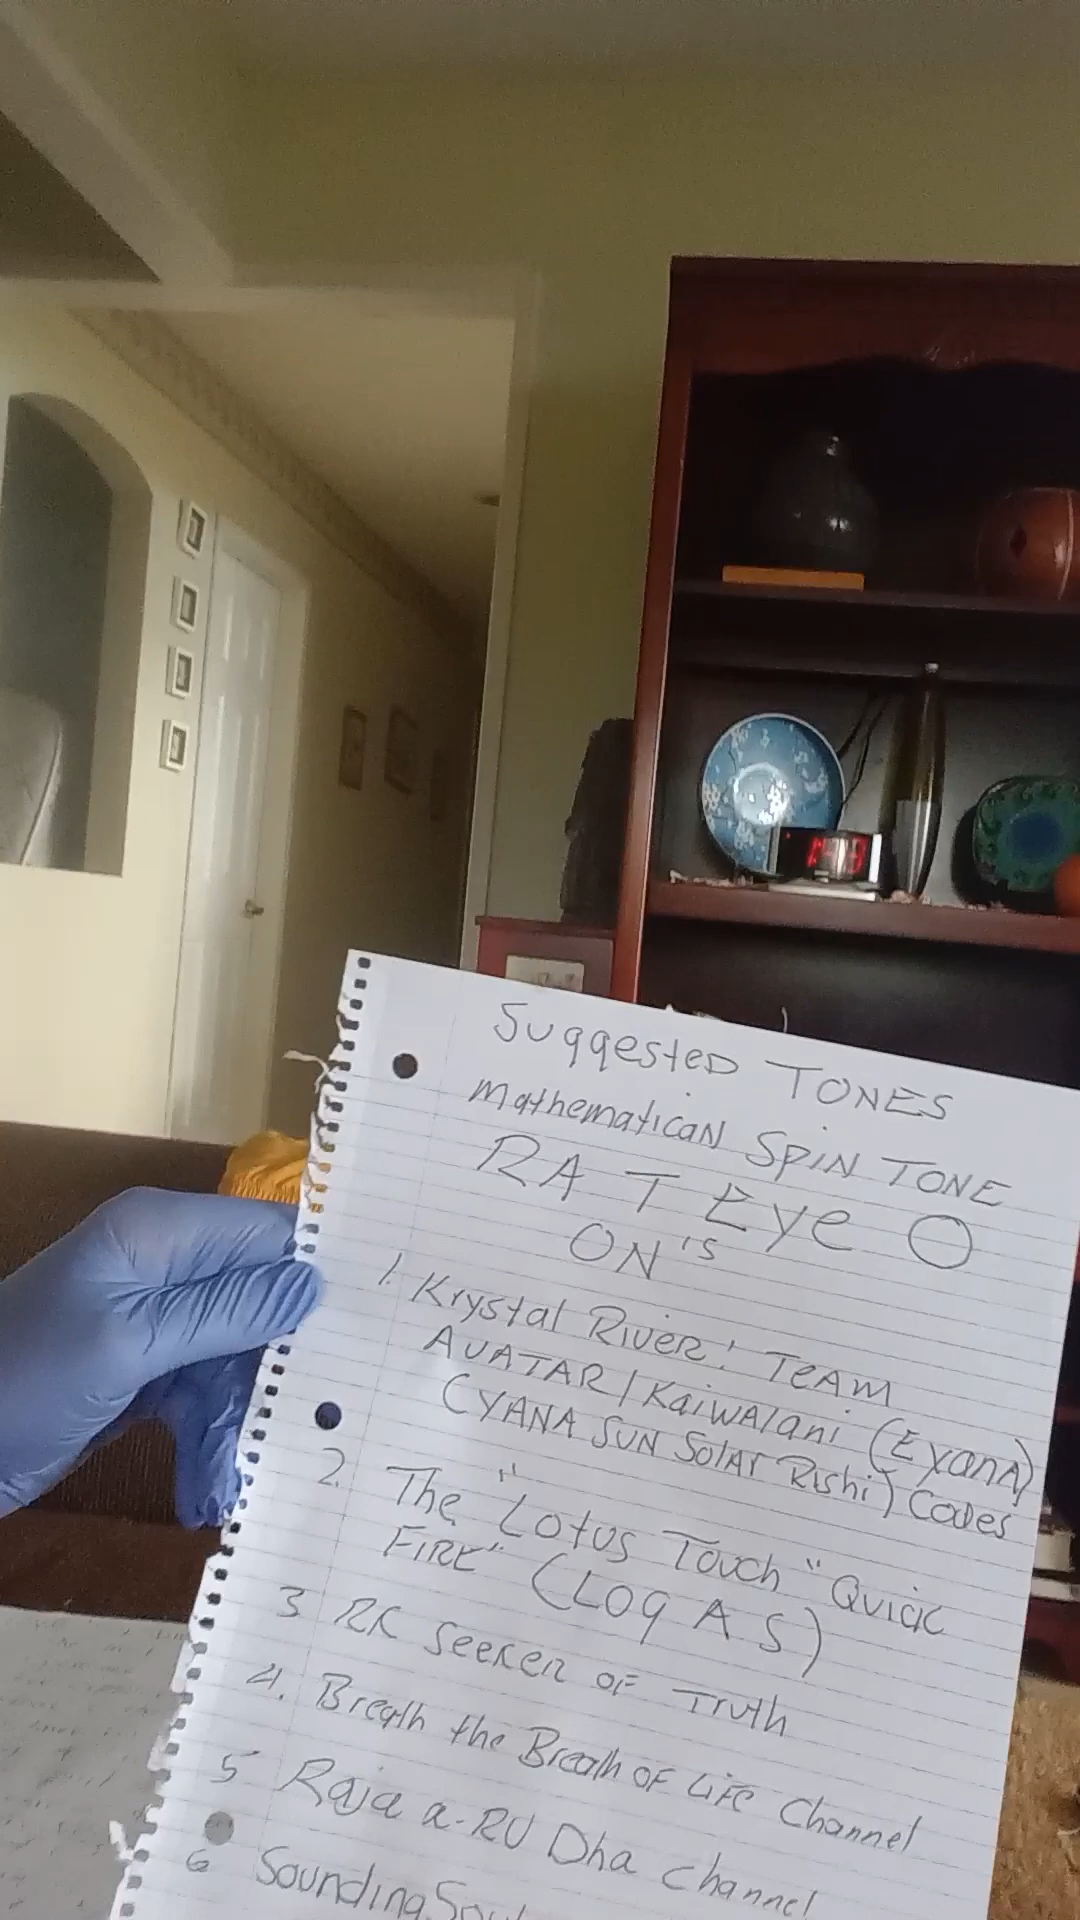 Suggested TONES
Mathematican Spin TONE
RA T Eye O
ON'S
1. Krystal River: TEAM
AVATAR/Kaiwalani (Eyana)
CYANA SUN Solar Rishi) Codes
2. The "Lotus Touch "Quick
FIRE" (LOq A S)
3 RK Seeker OF Truth
4. Breath the Breath OF LiFe Channel
5 Raja a-RU Dha Channel
6 Sounding